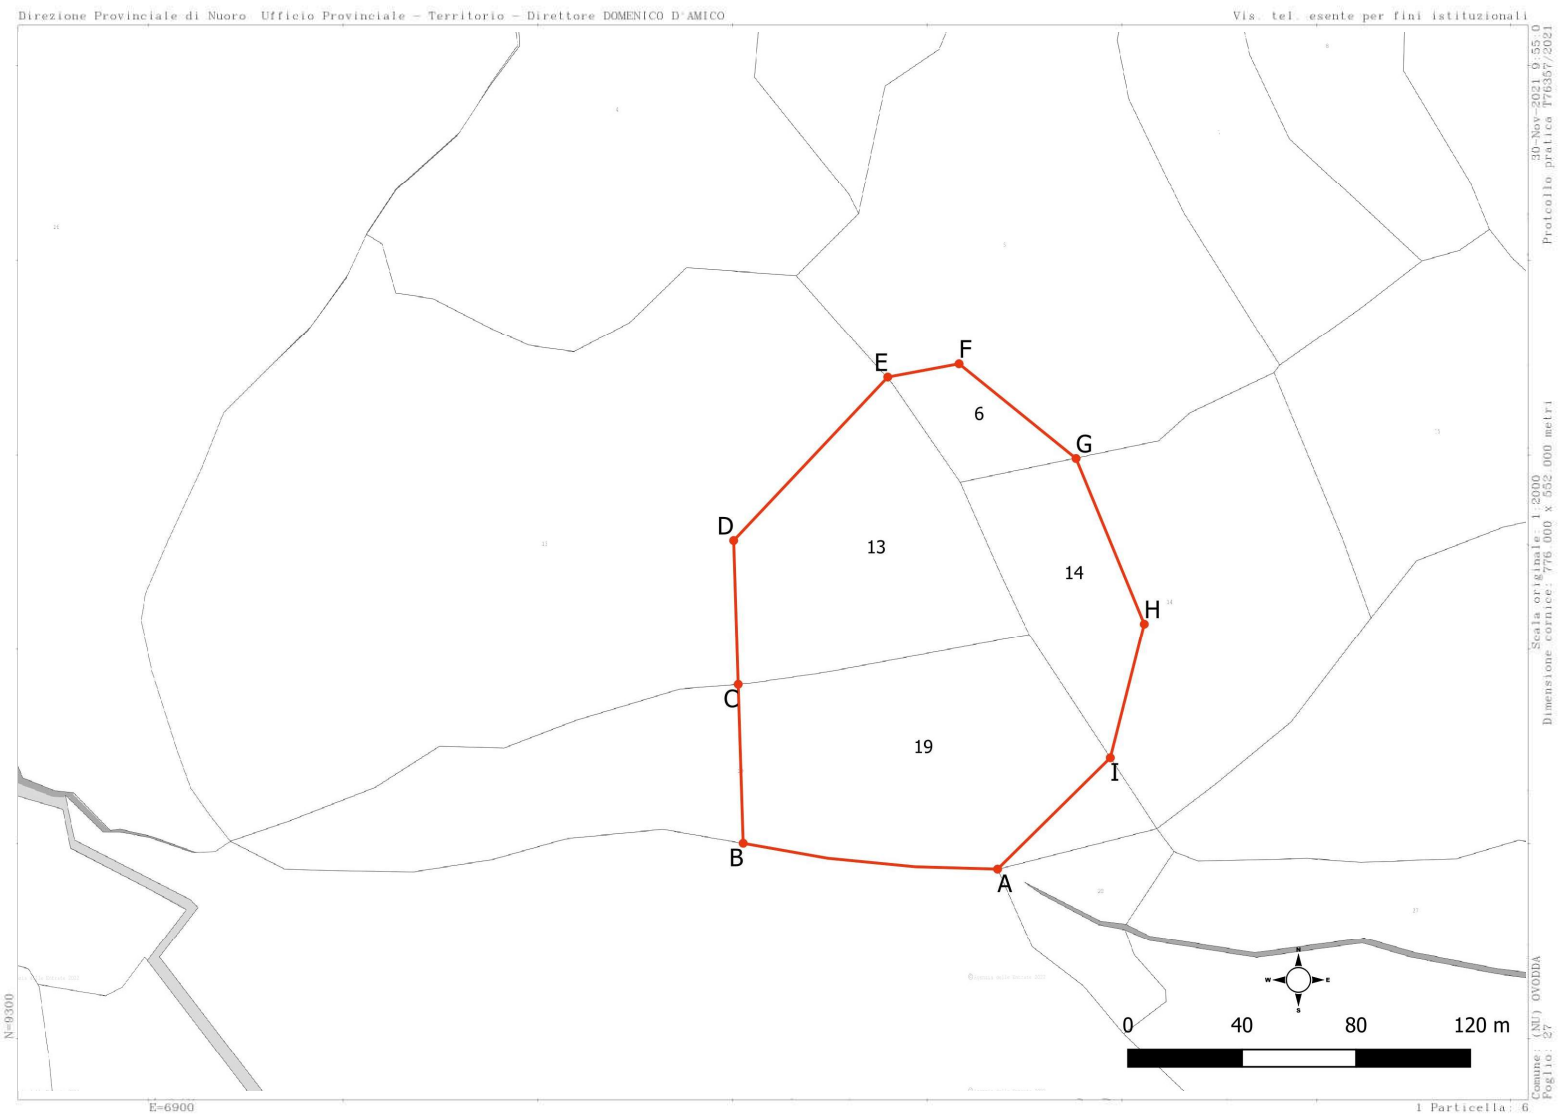 Direzione Provinciale di Nuoro Ufficio Provinciale - Territorio - Direttore DOMENICO D'AMICO
Vis. tel. esente per fini istituzionali
30-Nov-2021 9:55:0
Protcollo pratica T76357/2021
Scala originale: 1:2000
Dimensione cornice: 776.000 x 552.000 metri
Comune: (NU) OVODDA
Foglio: 27
E
F
6
G
D
13
14
H
C
19
I
B
A
N
W
E
S
0 40 80 120 m
N=9300
E=6900
1 Particella: 6